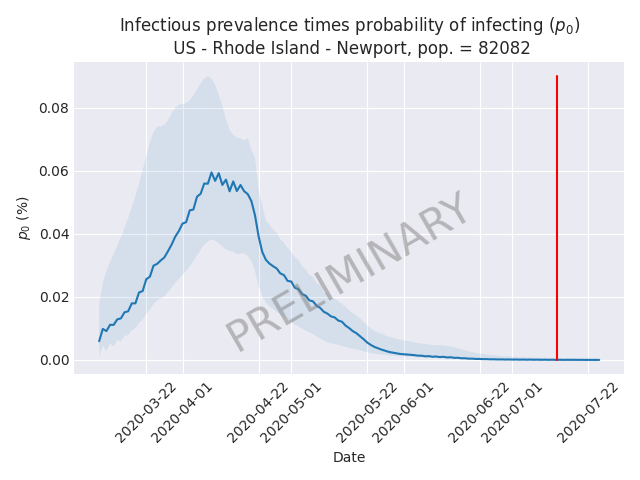 Infectious prevalence times probability of infecting (p₀)
US - Rhode Island - Newport, pop. = 82082
0.08
0.06
0.04
0.02
0.00
p₀ (%)
PRELIMINARY
2020-03-22
2020-04-01
2020-04-22
2020-05-01
2020-05-22
2020-06-01
2020-06-22
2020-07-01
2020-07-22
Date